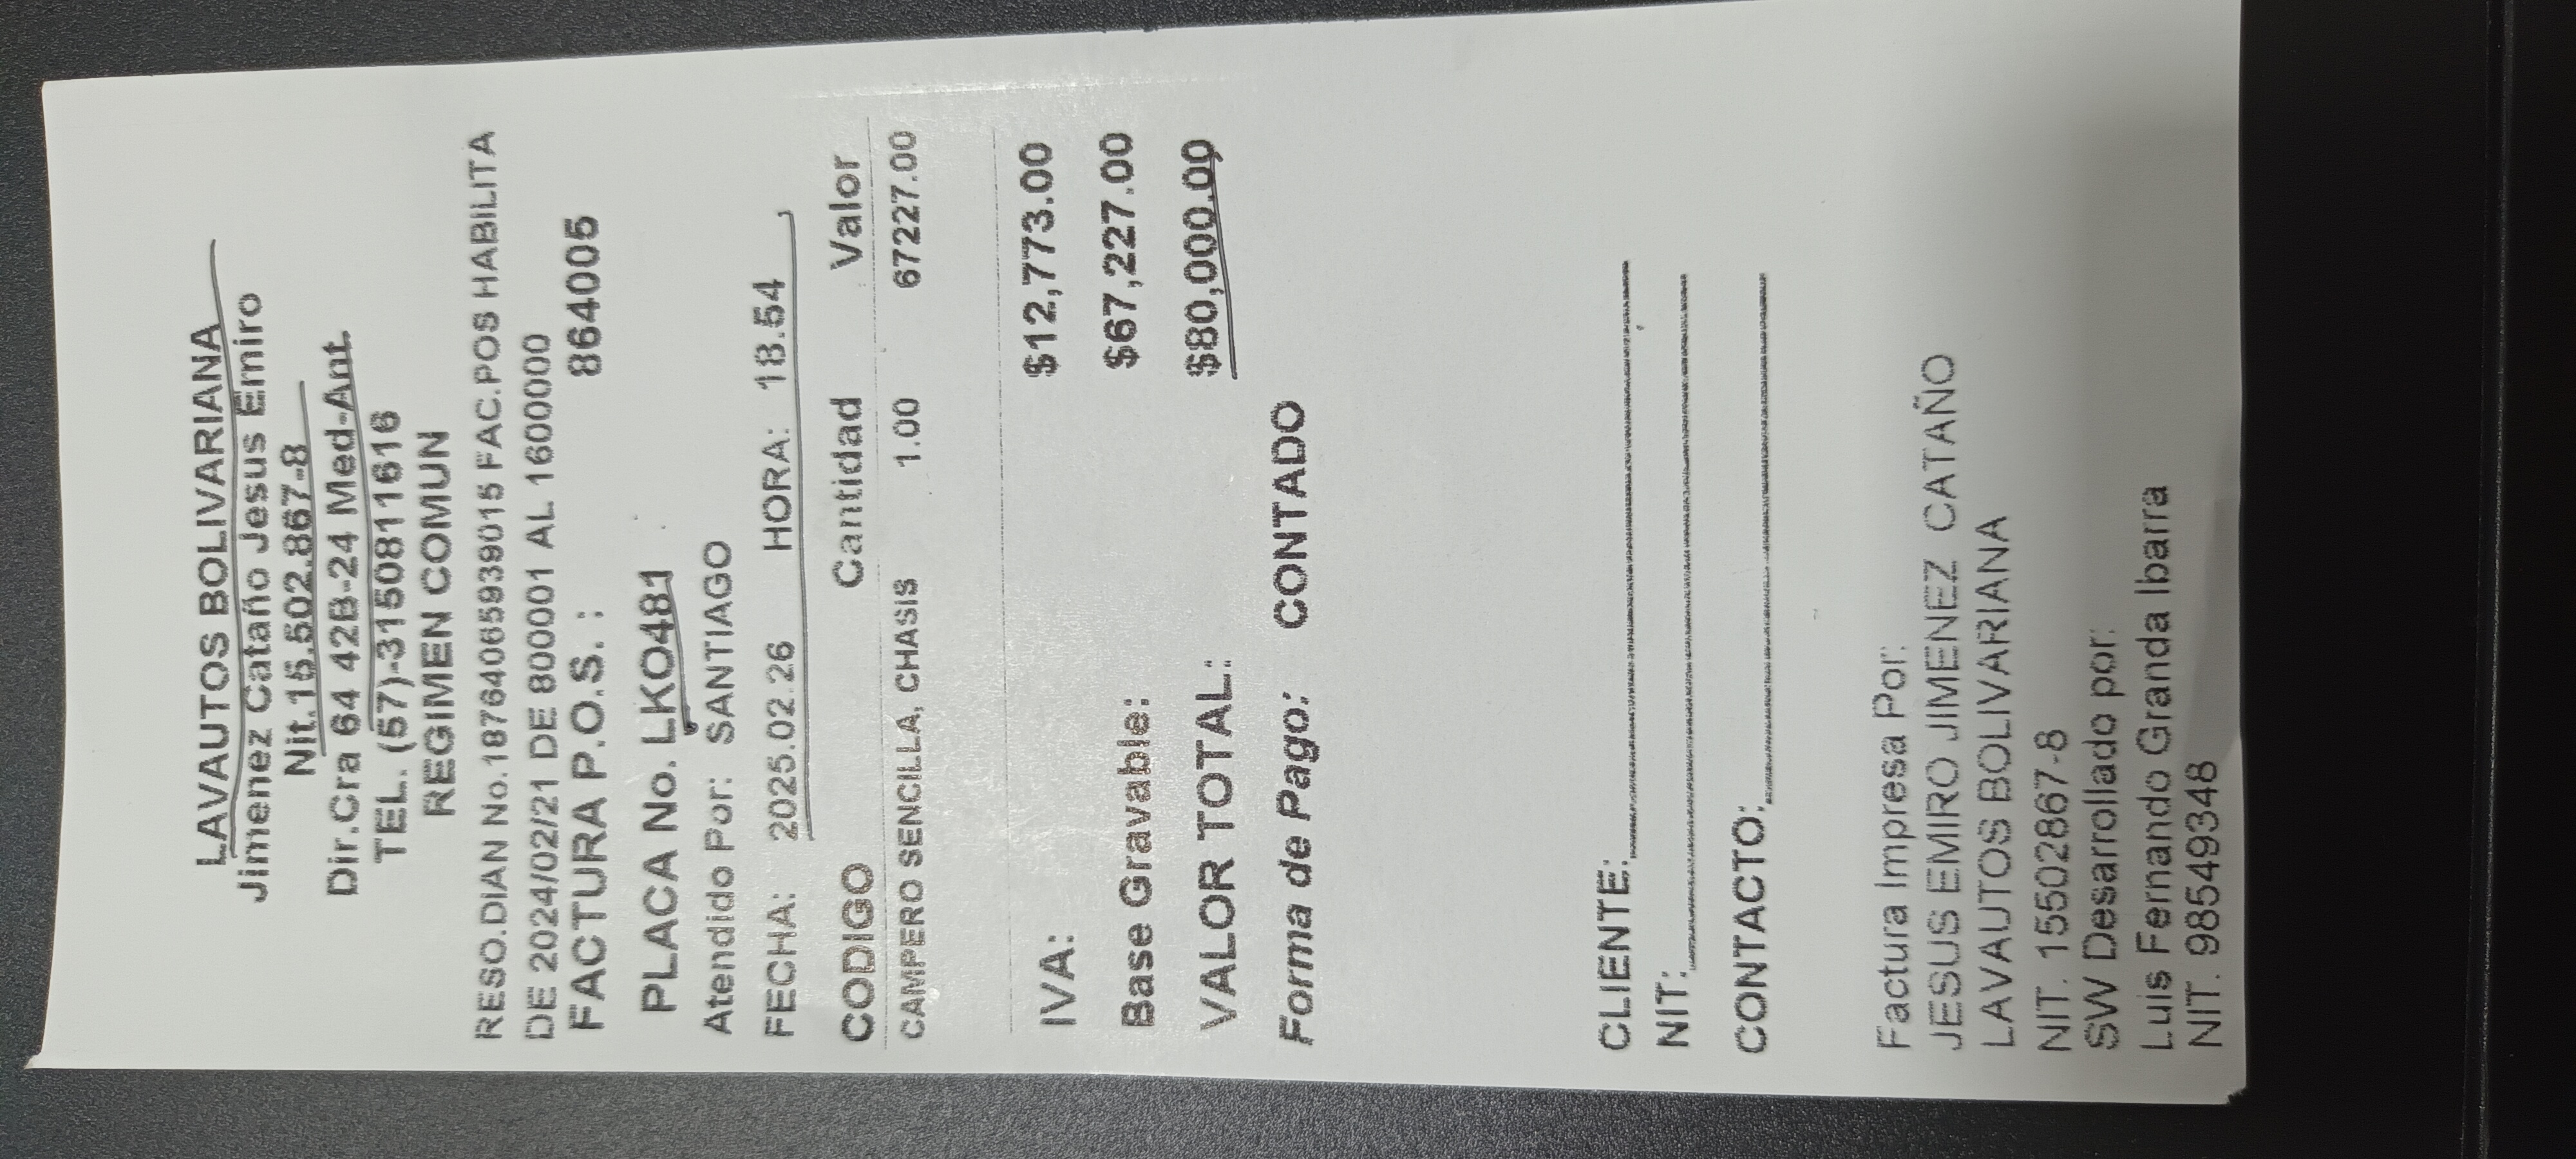 LAVAUTOS BOLIVARIANA
Jimenez Cataño Jesus Emiro
Nit.15.502.867-8
Dir.Cra 64 42B-24 Med-Ant.
TEL. (57)-3150811616
REGIMEN COMUN
RESO.DIAN No.18764065939015 FAC.POS HABILITA
DE 2024/02/21 DE 800001 AL 1600000
FACTURA P.O.S. : 864005
PLACA No. LKO481
Atendido Por: SANTIAGO
FECHA: 2025.02.26 HORA: 18.54
CODIGO Cantidad Valor
CAMPERO SENCILLA, CHASIS 1.00 67227.00
IVA: $12,773.00
Base Gravable: $67,227.00
VALOR TOTAL: $80,000.00
Forma de Pago: CONTADO
CLIENTE:
NIT:
CONTACTO:
Factura Impresa Por:
JESUS EMIRO JIMENEZ CATAÑO
LAVAUTOS BOLIVARIANA
NIT. 15502867-8
SW Desarrollado por:
Luis Fernando Granda Ibarra
NIT. 98549348